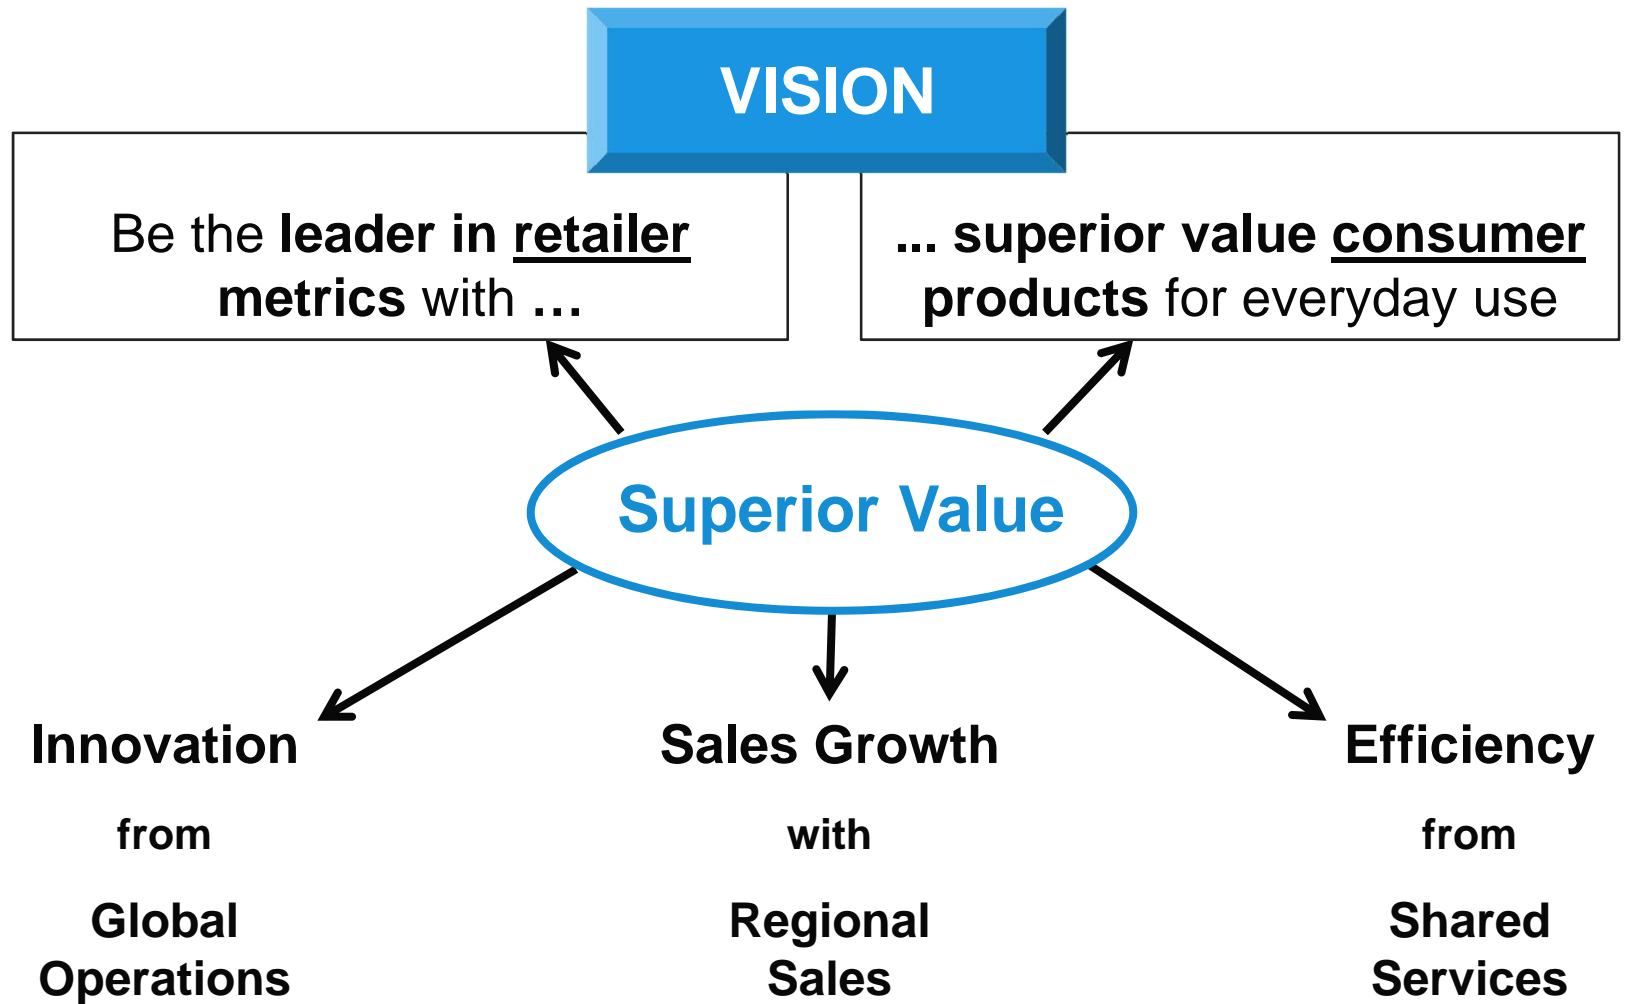 VISION
Be the leader in retailer
metrics with …
... superior value consumer
products for everyday use
Superior Value
Innovation
from
Global
Operations
Sales Growth
with
Regional
Sales
Efficiency
from
Shared
Services